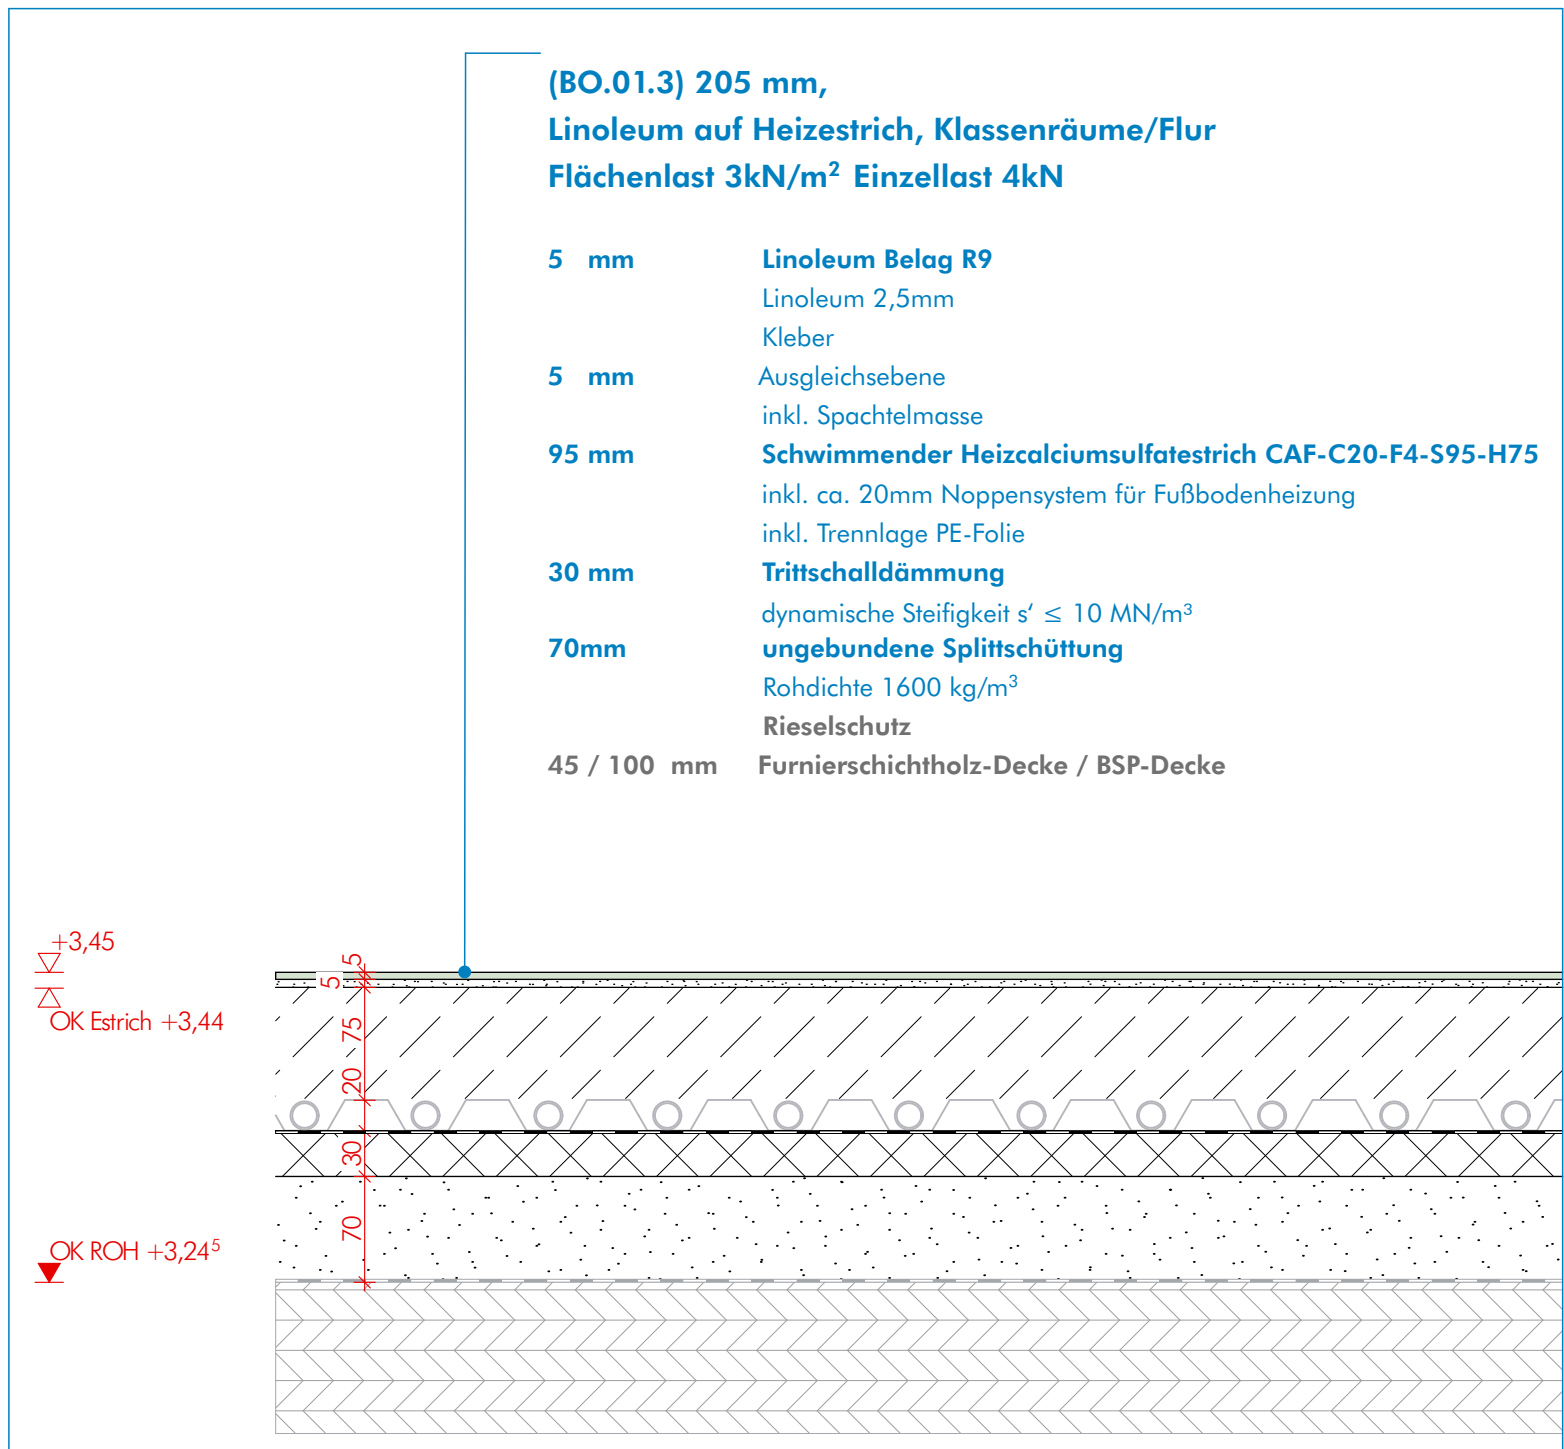 (BO.01.3) 205 mm,
Linoleum auf Heizestrich, Klassenräume/Flur
Flächenlast 3kN/m² Einzellast 4kN
5 mm Linoleum Belag R9
Linoleum 2,5mm
Kleber
5 mm Ausgleichsebene
inkl. Spachtelmasse
95 mm Schwimmender Heizcalciumsulfatestrich CAF-C20-F4-S95-H75
inkl. ca. 20mm Noppensystem für Fußbodenheizung
inkl. Trennlage PE-Folie
30 mm Trittschalldämmung
dynamische Steifigkeit s‘ ≤ 10 MN/m³
70mm ungebundene Splittschüttung
Rohdichte 1600 kg/m³
Rieselschutz
45 / 100 mm Furnierschichtholz-Decke / BSP-Decke
+3,45
OK Estrich +3,44
OK ROH +3,24⁵
5
5
75
20
30
70